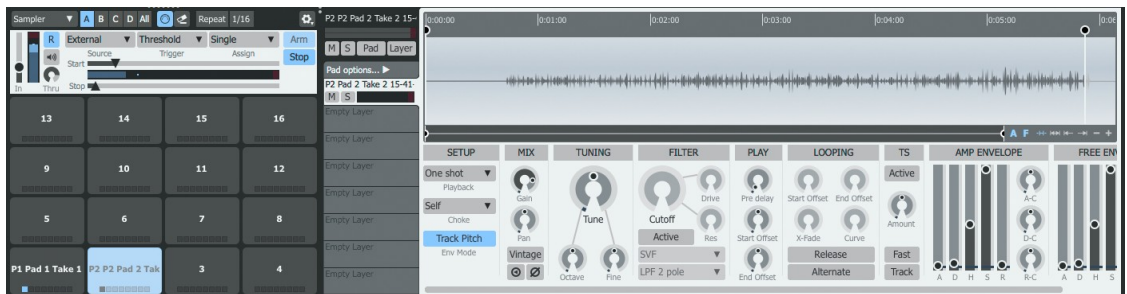 Sampler ▼ A B C D All Repeat 1/16
R External ▼ Threshold ▼ Single ▼ Arm
Source Trigger Assign Stop
Start
Stop
In Thru
13 14 15 16
9 10 11 12
5 6 7 8
P1 Pad 1 Take 1 P2 P2 Pad 2 Tak 3 4
P2 P2 Pad 2 Take 2 15-
M S Pad Layer
Pad options... ▶
P2 Pad 2 Take 2 15-41-
M S
Empty Layer
Empty Layer
Empty Layer
Empty Layer
Empty Layer
Empty Layer
Empty Layer
0:00:00 0:01:00 0:02:00 0:03:00 0:04:00 0:05:00 0:06
A F
SETUP MIX TUNING FILTER PLAY LOOPING TS AMP ENVELOPE FREE ENV
One shot ▼
Playback
Self ▼
Choke
Track Pitch
Env Mode
Gain
Pan
Vintage
Tune
Octave Fine
Cutoff Drive
Active Res
SVF ▼
LPF 2 pole ▼
Pre delay
Start Offset
End Offset
Start Offset End Offset
X-Fade Curve
Release
Alternate
Active
Amount
Fast
Track
A-C
D-C
R-C
A D H S R
A D H S